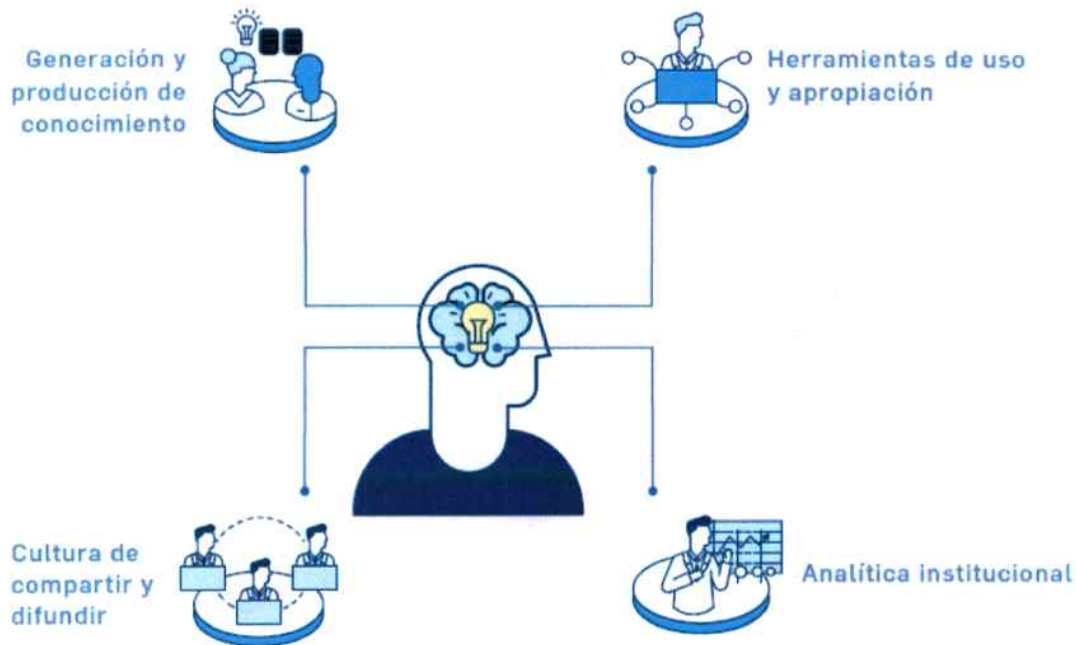 Generación y
producción de
conocimiento
Herramientas de uso
y apropiación
Cultura de
compartir y
difundir
Analítica institucional